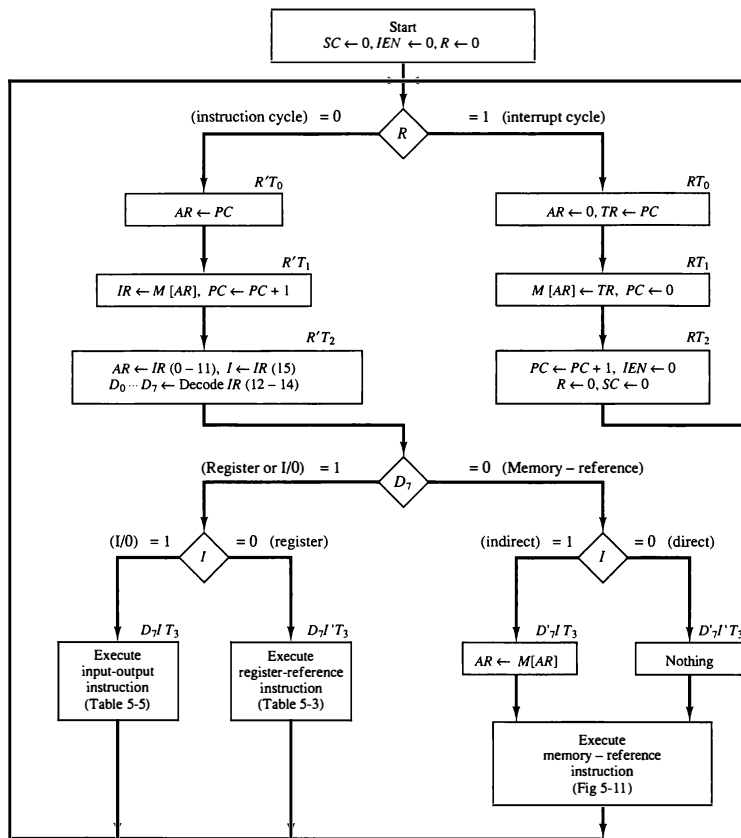 Start
SC ← 0, IEN ← 0, R ← 0
(instruction cycle) = 0
R
= 1 (interrupt cycle)
R'T₀
AR ← PC
RT₀
AR ← 0, TR ← PC
R'T₁
IR ← M [AR], PC ← PC + 1
RT₁
M [AR] ← TR, PC ← 0
R'T₂
AR ← IR (0 – 11), I ← IR (15)
D₀ ··· D₇ ← Decode IR (12 – 14)
RT₂
PC ← PC + 1, IEN ← 0
R ← 0, SC ← 0
(Register or I/0) = 1
D₇
= 0 (Memory – reference)
(I/0) = 1
I
= 0 (register)
(indirect) = 1
I
= 0 (direct)
D₇I T₃
Execute
input-output
instruction
(Table 5-5)
D₇I'T₃
Execute
register-reference
instruction
(Table 5-3)
D'₇I T₃
AR ← M[AR]
D'₇I'T₃
Nothing
Execute
memory – reference
instruction
(Fig 5-11)